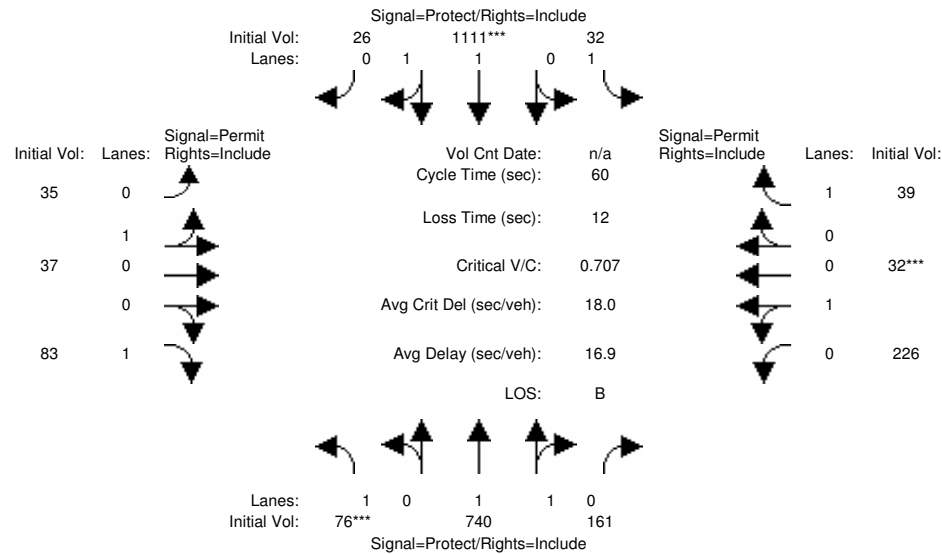 Signal=Protect/Rights=Include
Initial Vol: 26 1111*** 32
Lanes: 0 1 1 0 1
Signal=Permit
Rights=Include
Initial Vol: Lanes:
35 0
1
37 0
0
83 1
Vol Cnt Date: n/a
Cycle Time (sec): 60
Loss Time (sec): 12
Critical V/C: 0.707
Avg Crit Del (sec/veh): 18.0
Avg Delay (sec/veh): 16.9
LOS: B
Signal=Permit
Rights=Include
Lanes: Initial Vol:
1 39
0
0 32***
1
0 226
Lanes: 1 0 1 1 0
Initial Vol: 76*** 740 161
Signal=Protect/Rights=Include